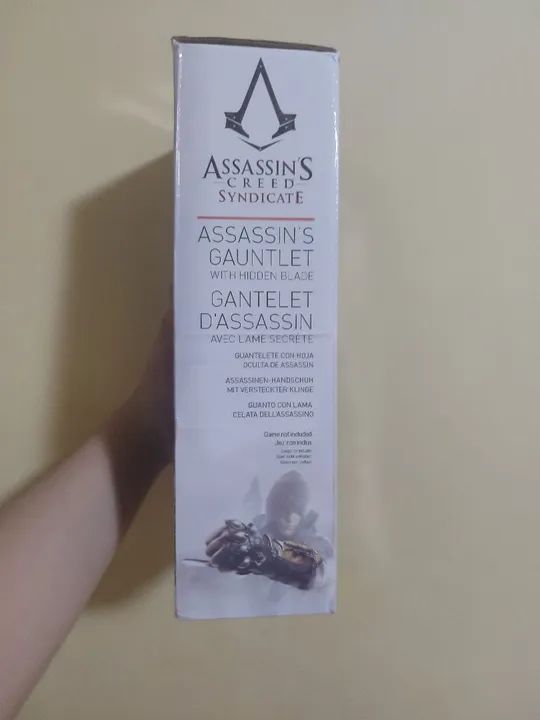 ASSASSIN'S
CREED
SYNDICATE
ASSASSIN'S
GAUNTLET
WITH HIDDEN BLADE
GANTELET
D'ASSASSIN
AVEC LAME SECRÈTE
GUANTELETE CON HOJA
OCULTA DE ASSASSIN
ASSASSINEN-HANDSCHUH
MIT VERSTECKTER KLINGE
GUANTO CON LAMA
CELATA DELL'ASSASSINO
Game not included
Jeu non inclus